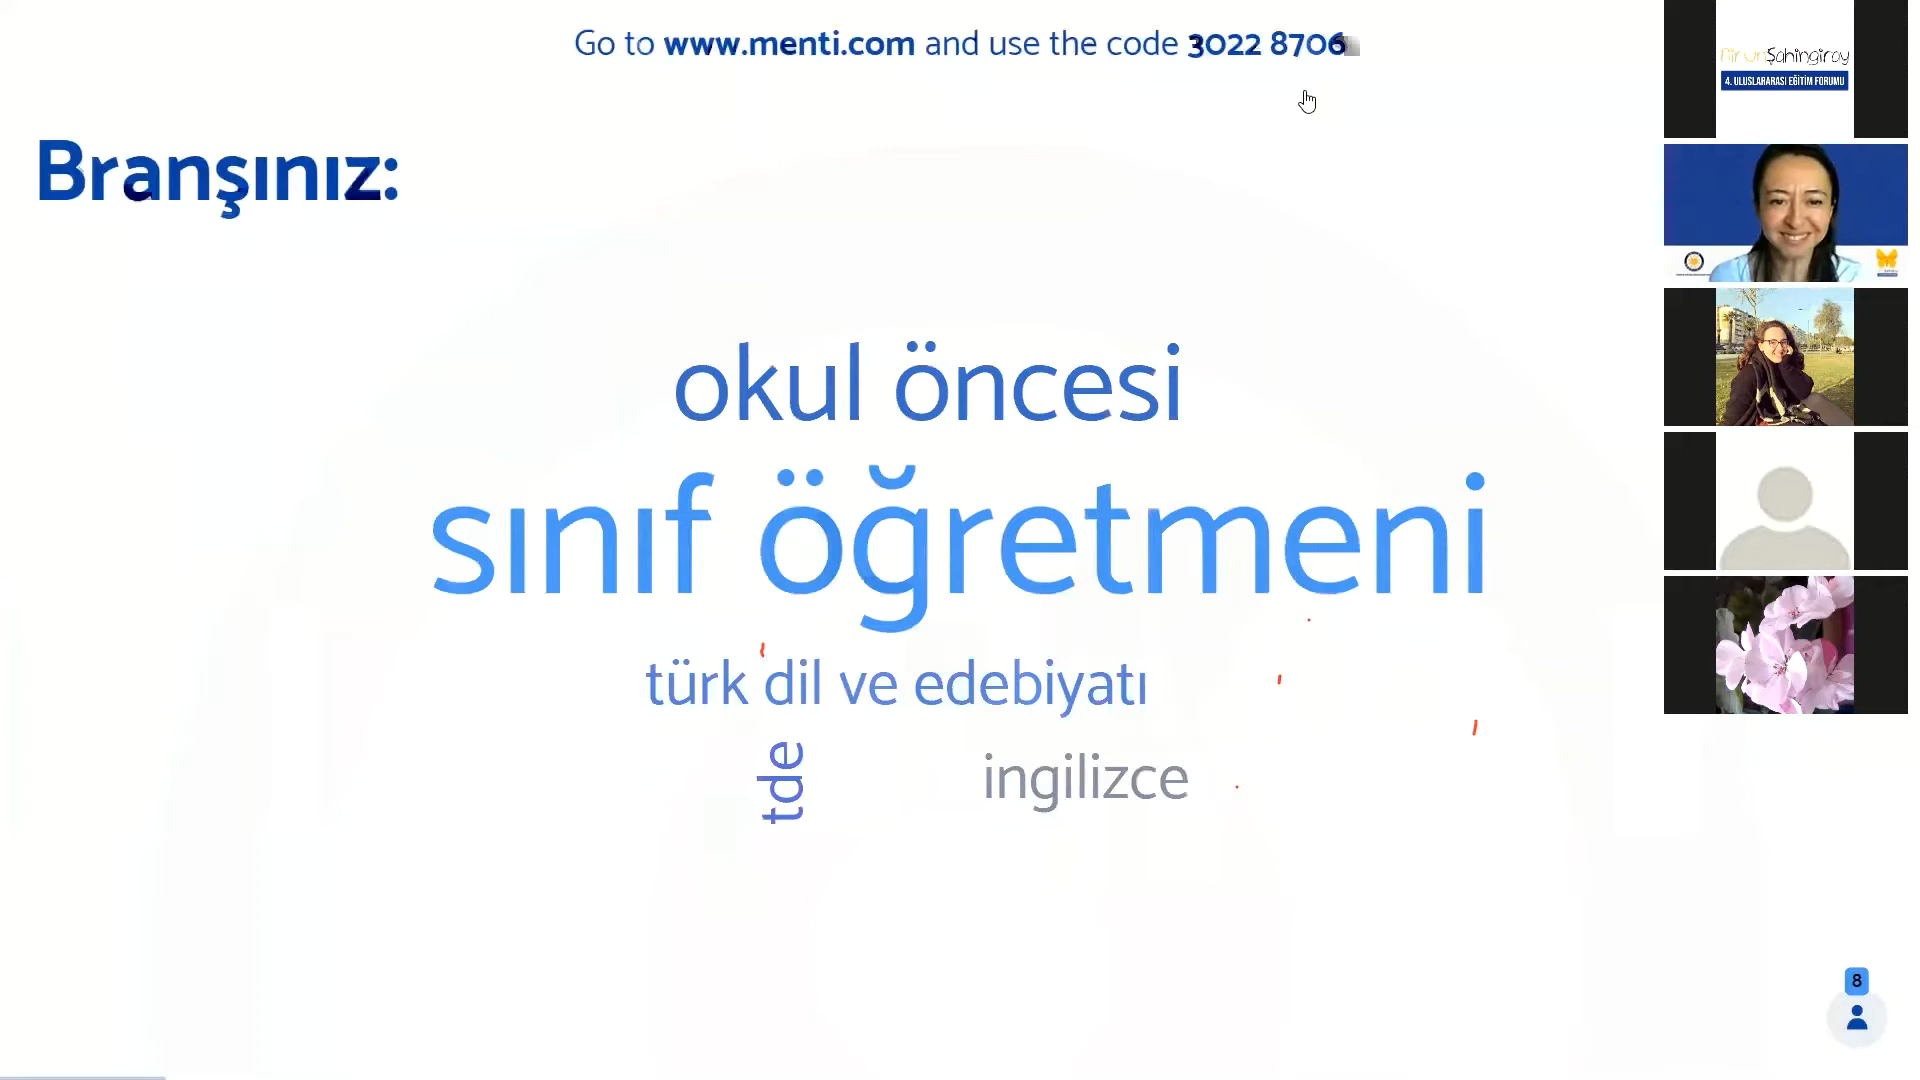 Go to www.menti.com and use the code 3022 8706
Branşınız:
okul öncesi
sınıf öğretmeni
türk dil ve edebiyatı
tde
ingilizce
8
NirunŞahingiray
4. ULUSLARARASI EĞİTİM FORUMU